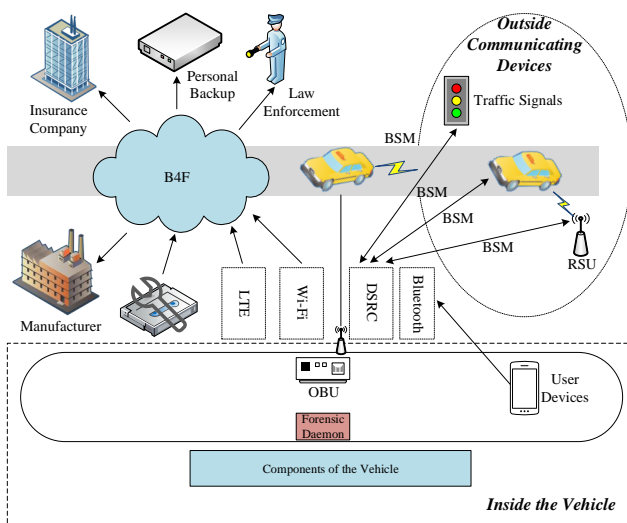 Outside
Communicating
Devices
Insurance
Company
Personal
Backup
Law
Enforcement
Traffic Signals
BSM
B4F
BSM
BSM
BSM
RSU
Manufacturer
LTE
Wi-Fi
DSRC
Bluetooth
OBU
User
Devices
Forensic
Daemon
Components of the Vehicle
Inside the Vehicle